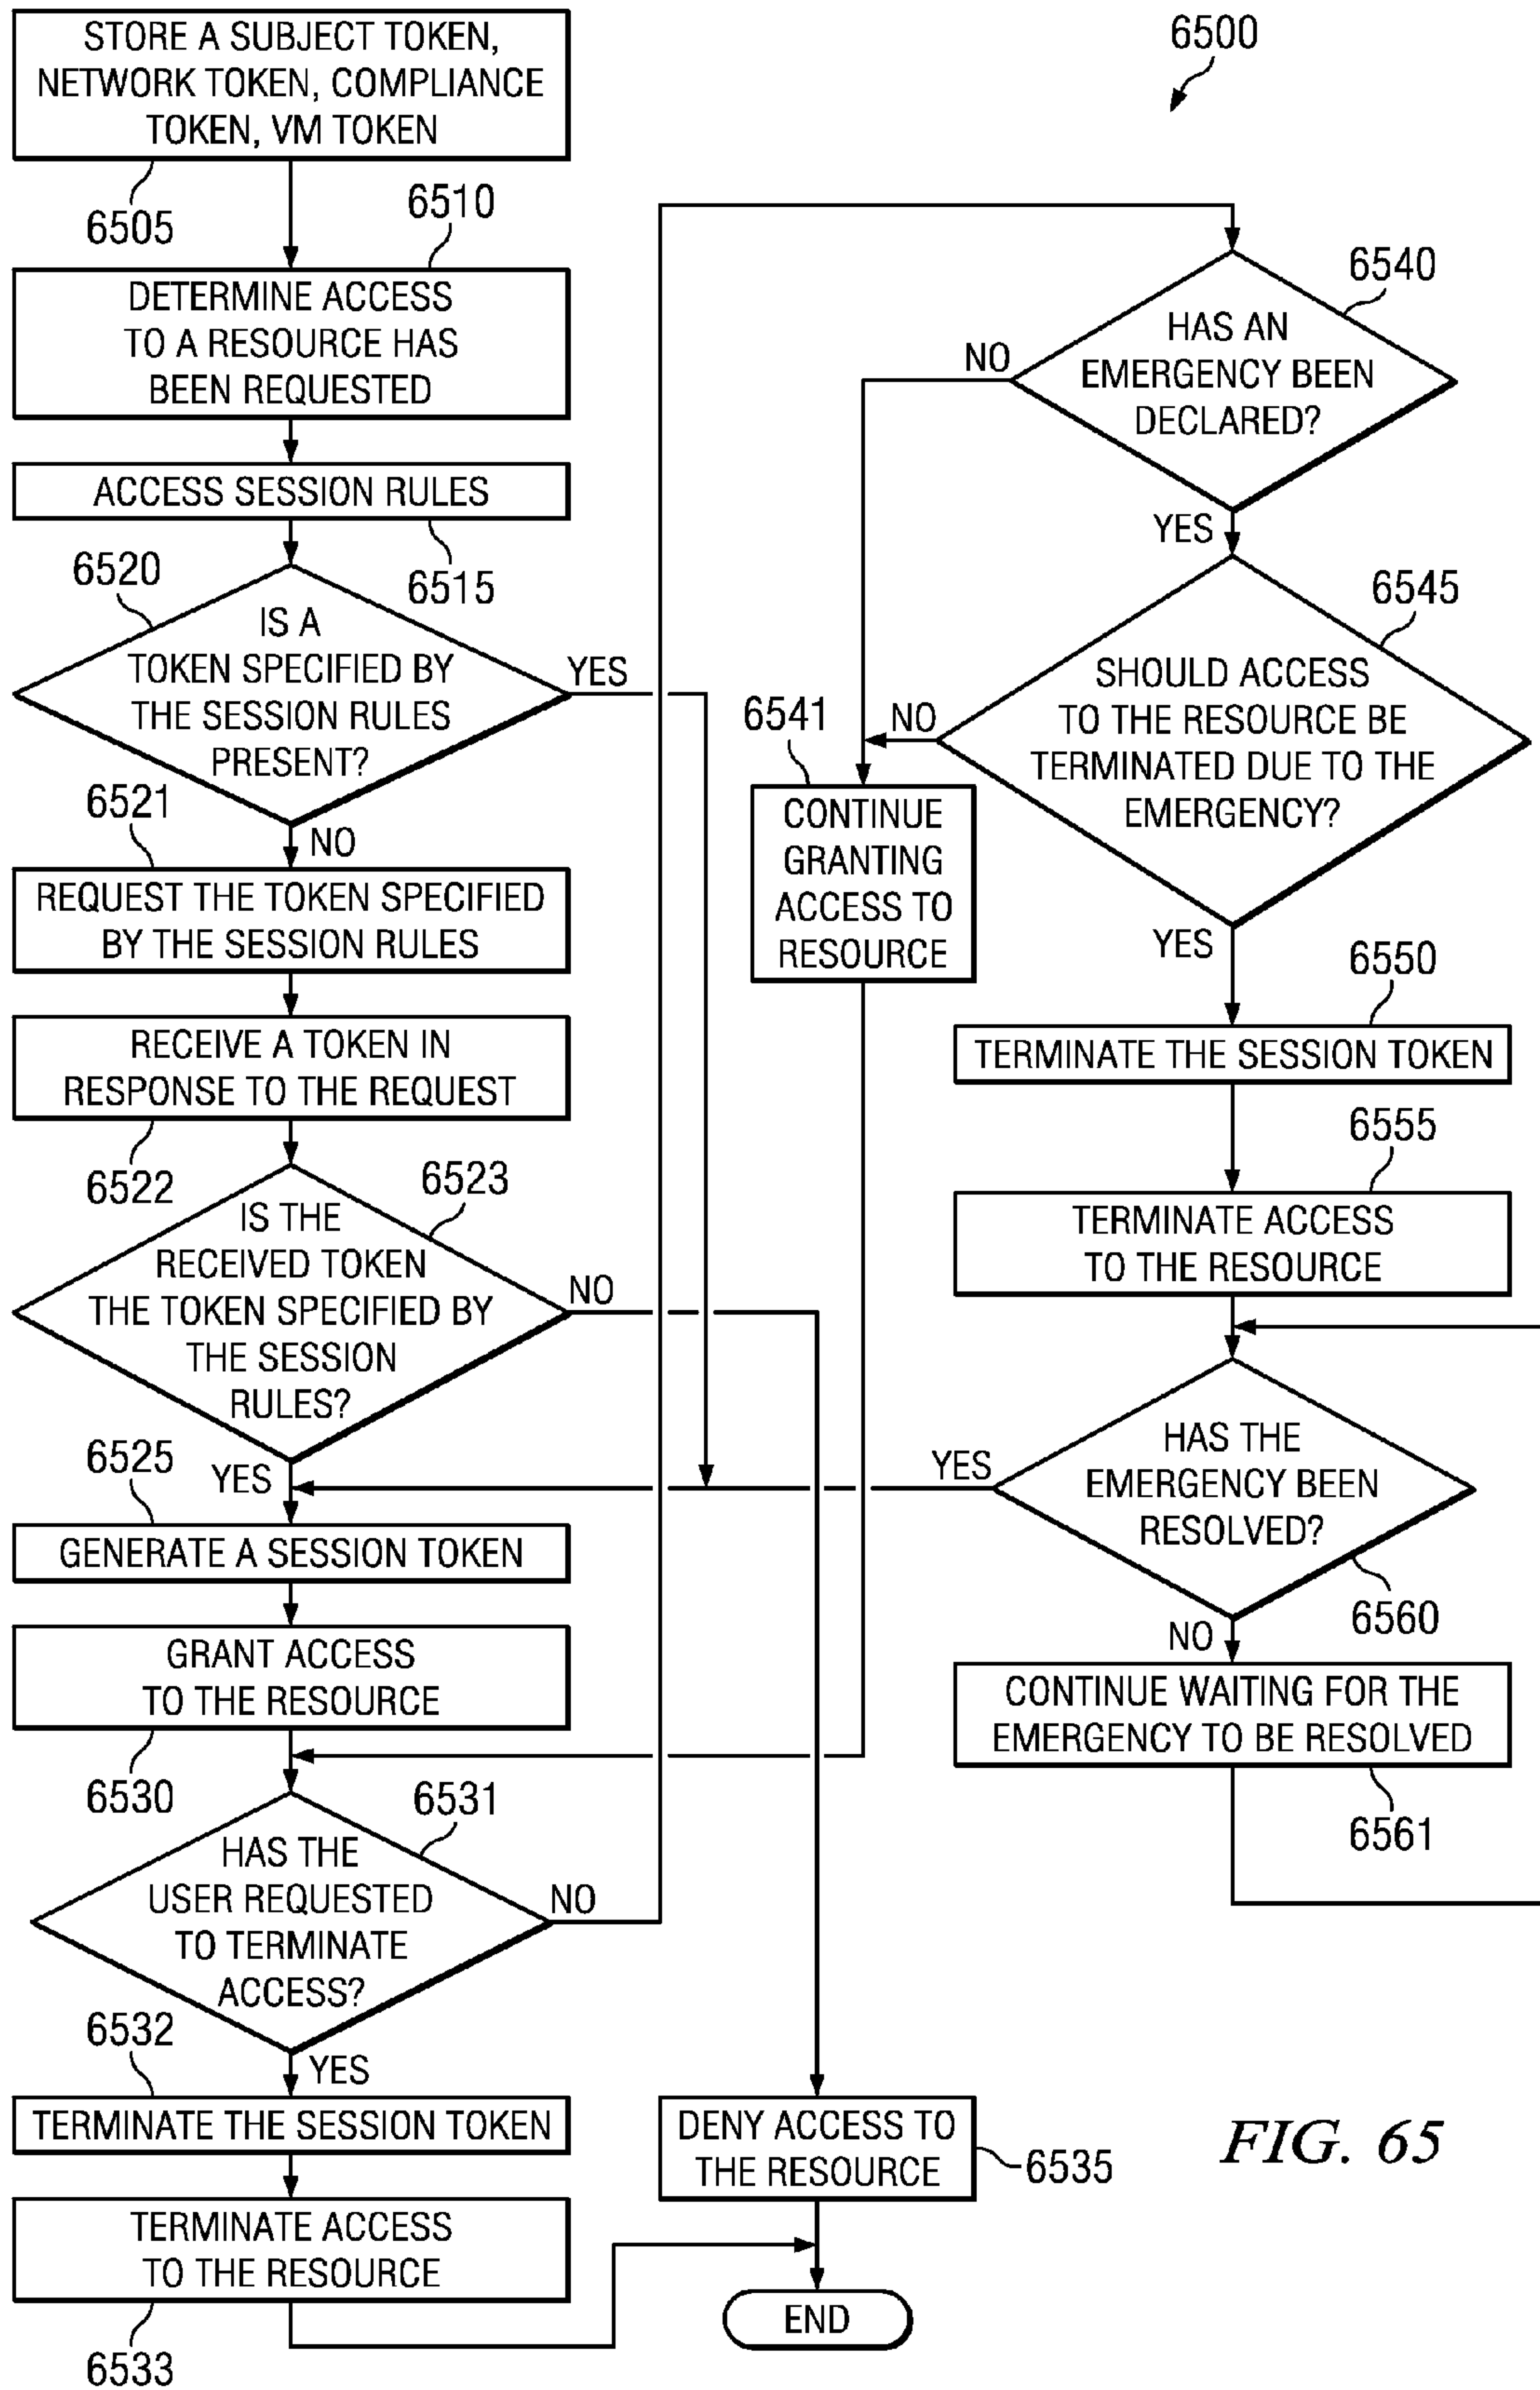 STORE A SUBJECT TOKEN,
NETWORK TOKEN, COMPLIANCE
TOKEN, VM TOKEN
6505
6510
DETERMINE ACCESS
TO A RESOURCE HAS
BEEN REQUESTED
ACCESS SESSION RULES
6515
6520
IS A
TOKEN SPECIFIED BY
THE SESSION RULES
PRESENT?
YES
NO
6521
REQUEST THE TOKEN SPECIFIED
BY THE SESSION RULES
RECEIVE A TOKEN IN
RESPONSE TO THE REQUEST
6522
6523
IS THE
RECEIVED TOKEN
THE TOKEN SPECIFIED BY
THE SESSION
RULES?
NO
YES
6525
GENERATE A SESSION TOKEN
GRANT ACCESS
TO THE RESOURCE
6530
6531
HAS THE
USER REQUESTED
TO TERMINATE
ACCESS?
NO
YES
6532
TERMINATE THE SESSION TOKEN
TERMINATE ACCESS
TO THE RESOURCE
6533
6500
6540
HAS AN
EMERGENCY BEEN
DECLARED?
NO
YES
6545
SHOULD ACCESS
TO THE RESOURCE BE
TERMINATED DUE TO THE
EMERGENCY?
NO
YES
6541
CONTINUE
GRANTING
ACCESS TO
RESOURCE
6550
TERMINATE THE SESSION TOKEN
6555
TERMINATE ACCESS
TO THE RESOURCE
HAS THE
EMERGENCY BEEN
RESOLVED?
YES
6560
NO
CONTINUE WAITING FOR THE
EMERGENCY TO BE RESOLVED
6561
DENY ACCESS TO
THE RESOURCE
6535
END
FIG. 65